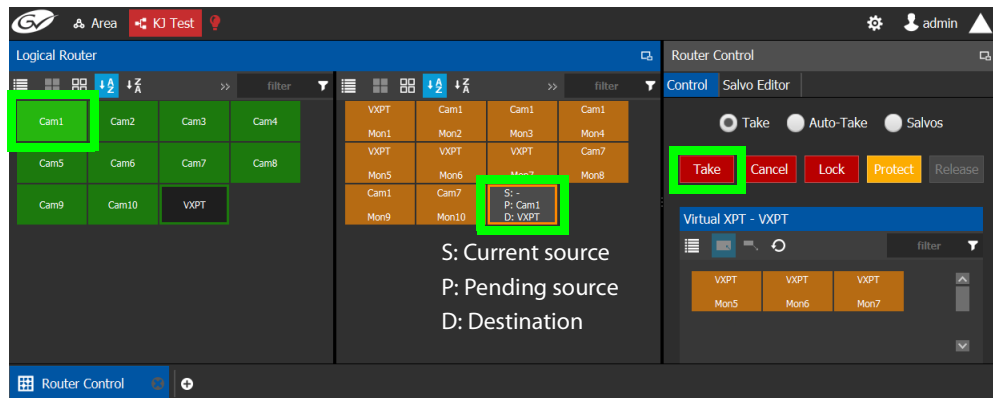 GV Area KJ Test admin
Logical Router
Router Control
>> filter
>> filter
Control Salvo Editor
Cam1 Cam2 Cam3 Cam4
Cam5 Cam6 Cam7 Cam8
Cam9 Cam10 VXPT
VXPT Cam1 Cam1 Cam1
Mon1 Mon2 Mon3 Mon4
VXPT VXPT VXPT Cam7
Mon5 Mon6 Mon7 Mon8
Cam1 Cam7 S: -
P: Cam1
Mon9 Mon10 D: VXPT
S: Current source
P: Pending source
D: Destination
Take Auto-Take Salvos
Take Cancel Lock Protect Release
Virtual XPT - VXPT
filter
VXPT VXPT VXPT
Mon5 Mon6 Mon7
Router Control